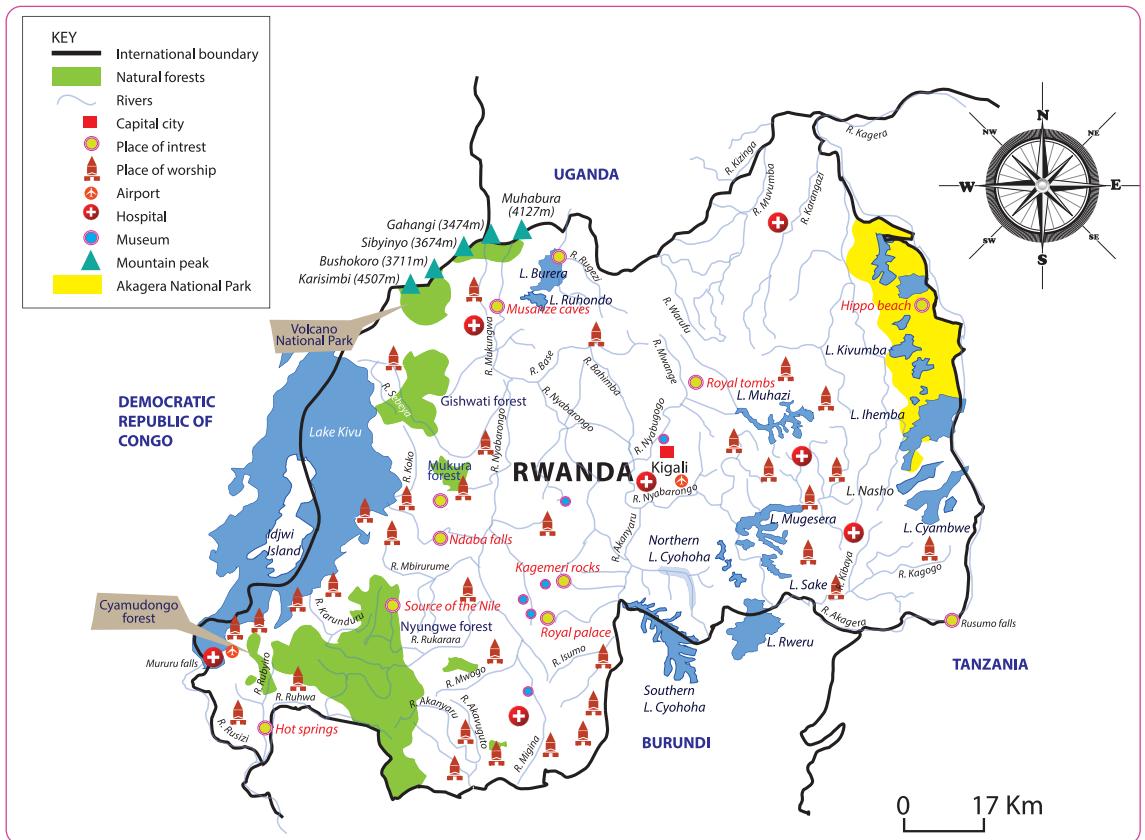 KEY
International boundary
Natural forests
Rivers
Capital city
Place of intrest
Place of worship
Airport
Hospital
Museum
Mountain peak
Akagera National Park
N
NE
E
SE
S
SW
W
NW
UGANDA
Muhabura
(4127m)
Gahangi (3474m)
Sibyinyo (3674m)
Bushokoro (3711m)
Karisimbi (4507m)
Volcano
National Park
DEMOCRATIC
REPUBLIC OF
CONGO
R. Kagera
R. Kizinga
R. Muvumba
R. Karangazi
R. Rugezi
L. Burera
L. Ruhondo
Musanze caves
R. Mukungwa
R. Warufu
Hippo beach
L. Kivumba
R. Base
R. Bahimba
R. Mwange
Royal tombs
L. Muhazi
L. Ihemba
R. Sebeya
Gishwati forest
R. Nyabarongo
R. Nyabarongo
R. Nyabugogo
Lake Kivu
R. Koko
Mukura
forest
RWANDA
Kigali
R. Nyabarongo
L. Nasho
L. Mugesera
L. Cyambwe
Idjwi
Island
Ndaba falls
R. Akanyaru
Northern
L. Cyohoha
R. Mbirurume
Kagemeri rocks
L. Sake
R. Kibaya
R. Kagogo
Cyamudongo
forest
R. Karunduru
Source of the Nile
Nyungwe forest
R. Rukarara
Royal palace
R. Akagera
Rusumo falls
L. Rweru
TANZANIA
Mururu falls
R. Rubyiro
R. Ruhwa
R. Mwogo
R. Isumo
Southern
L. Cyohoha
R. Akanyaru
R. Akavuguto
R. Migina
R. Rusizi
Hot springs
BURUNDI
0
17 Km